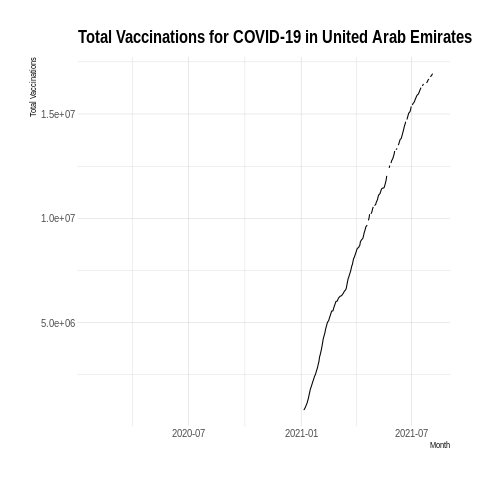 Total Vaccinations for COVID-19 in United Arab Emirates
Total Vaccinations
1.5e+07
1.0e+07
5.0e+06
2020-07
2021-01
2021-07
Month